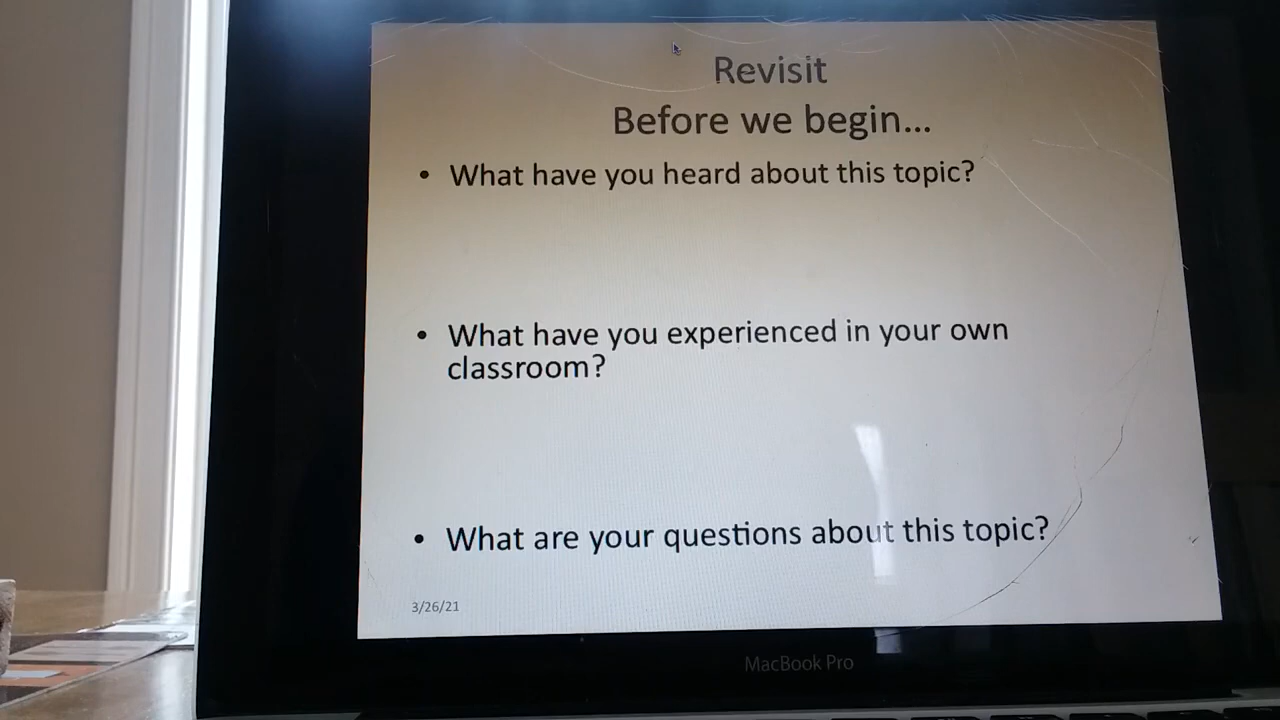 Revisit
Before we begin...
• What have you heard about this topic?
• What have you experienced in your own
classroom?
• What are your questions about this topic?
3/26/21
MacBook Pro